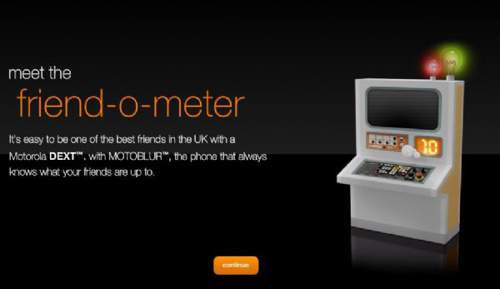 meet the
friend-o-meter
It's easy to be one of the best friends in the UK with a
Motorola DEXT™. with MOTOBLUR™, the phone that always
knows what your friends are up to.
10
continue